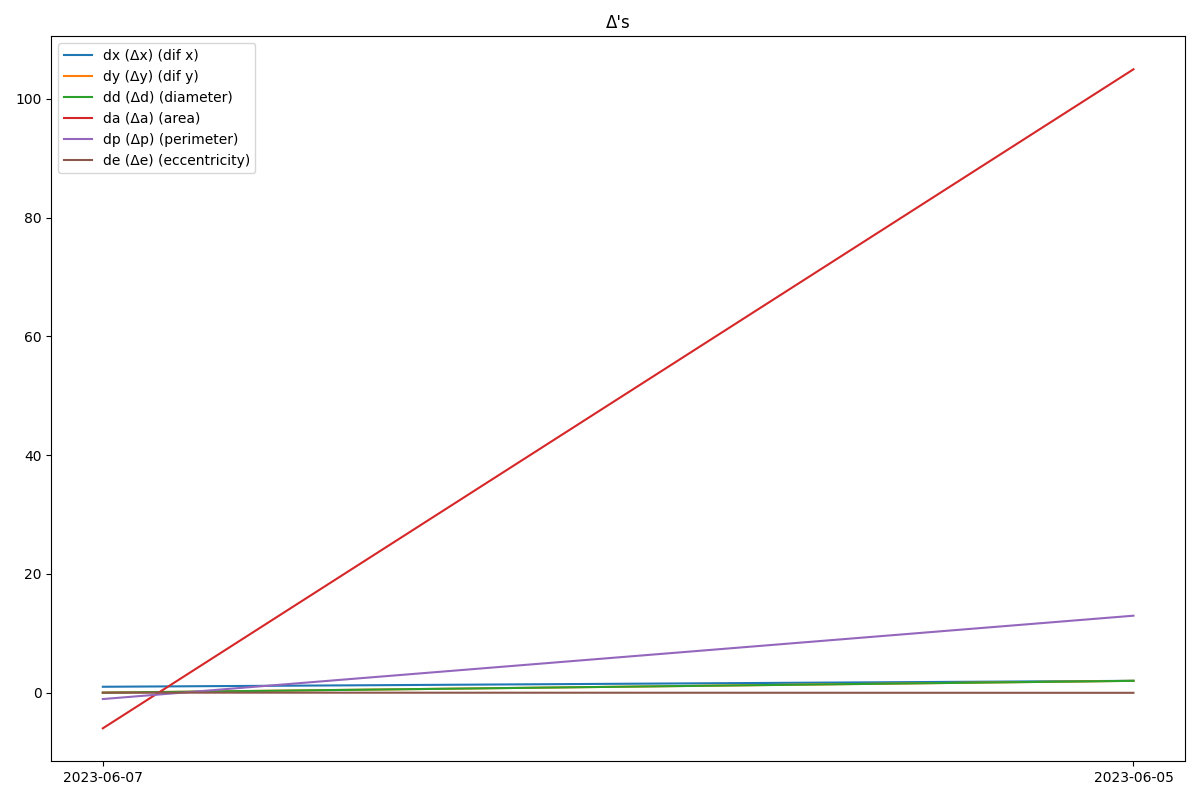 Δ's
dx (Δx) (dif x)
dy (Δy) (dif y)
dd (Δd) (diameter)
da (Δa) (area)
dp (Δp) (perimeter)
de (Δe) (eccentricity)
100
80
60
40
20
0
2023-06-07
2023-06-05